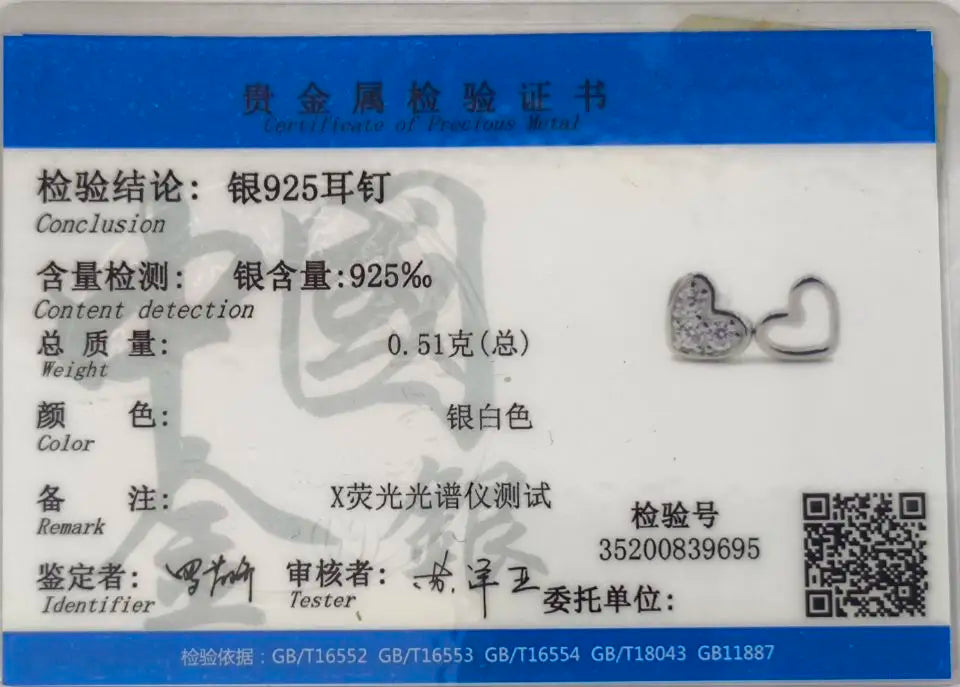 贵金属检验证书
Certificate of Precious Metal
检验结论: 银925耳钉
Conclusion
含量检测: 银含量:925‰
Content detection
总质量: 0.51克(总)
Weight
颜色: 银白色
Color
备注: X荧光光谱仪测试
Remark
检验号
35200839695
鉴定者: 审核者:
Identifier Tester
委托单位:
检验依据:GB/T16552 GB/T16553 GB/T16554 GB/T18043 GB11887
中國
金銀